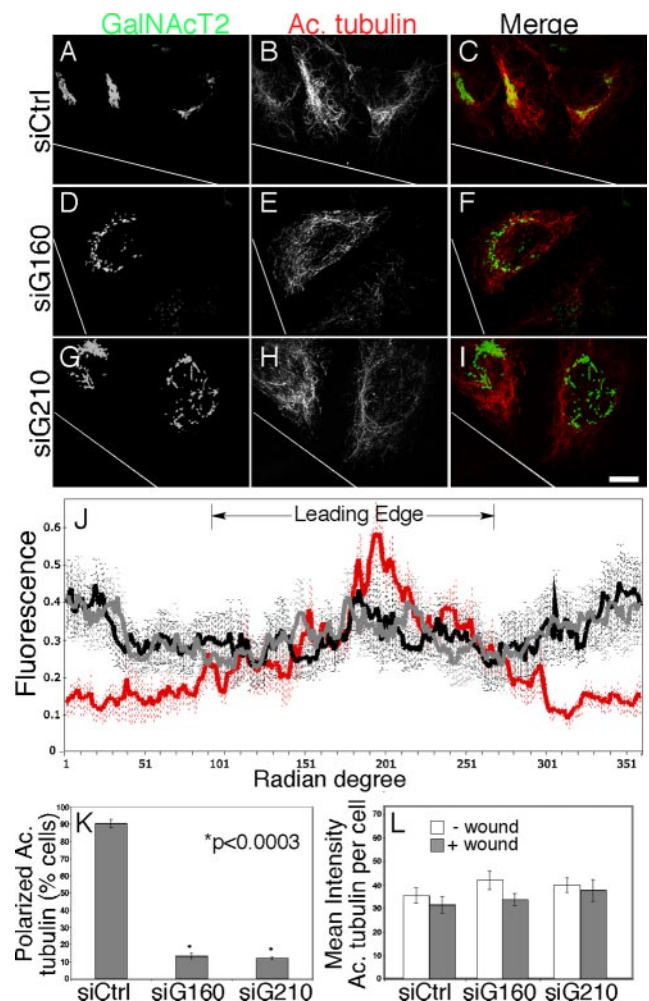 GalNAcT2 Ac. tubulin Merge
siCtrl
A B C
siG160
D E F
siG210
G H I
J
Leading Edge
Fluorescence
0.6
0.5
0.4
0.3
0.2
0.1
0
1 51 101 151 201 251 301 351
Radian degree
K
Polarized Ac.
tubulin (% cells)
100
90
80
70
60
50
40
30
20
10
0
*p<0.0003
* *
siCtrl siG160 siG210
L
Mean Intensity
Ac. tubulin per cell
80
70
60
50
40
30
20
10
0
- wound
+ wound
siCtrl siG160 siG210